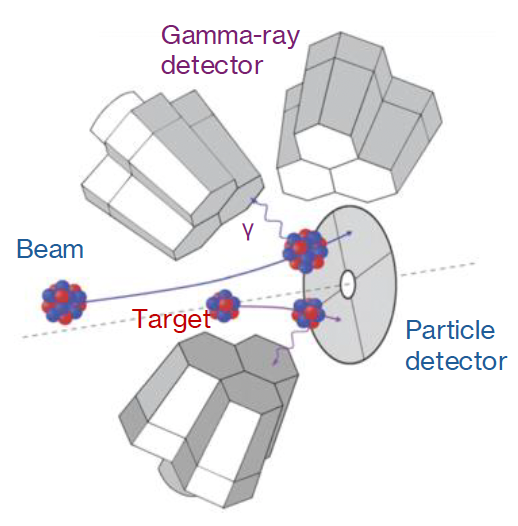 Gamma-ray
detector
γ
Beam
Target
Particle
detector